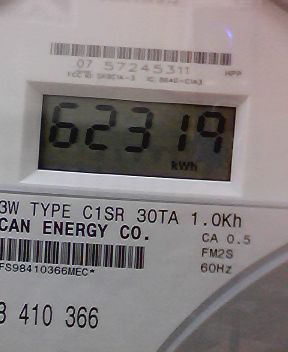 07 57245311
HPP
62319
kWh
3W TYPE C1SR 30TA 1.0Kh
CAN ENERGY CO.
CA 0.5
FM2S
60Hz
FS98410366MEC*
410 366